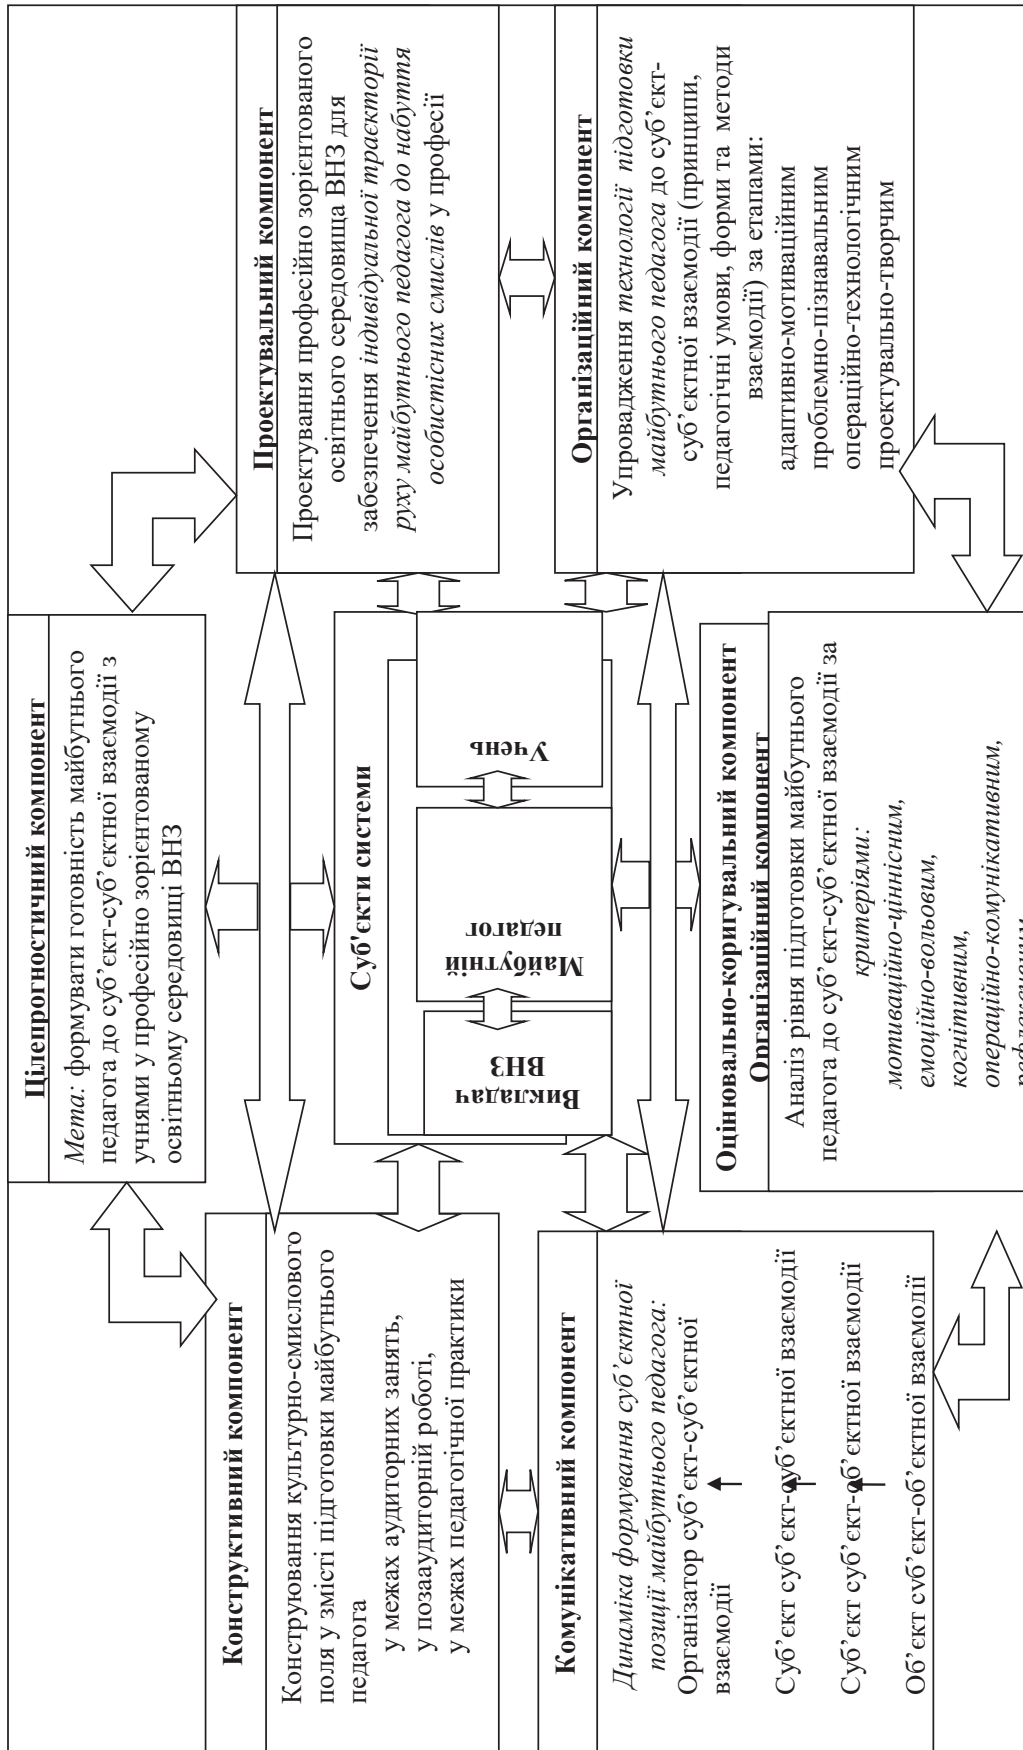 Цілепрогностичний компонент
Мета: формувати готовність майбутнього
педагога до суб’єкт-суб’єктної взаємодії з
учнями у професійно зорієнтованому
освітньому середовищі ВНЗ
Конструктивний компонент
Конструювання культурно-смислового
поля у змісті підготовки майбутнього
педагога
у межах аудиторних занять,
у позааудиторній роботі,
у межах педагогічної практики
Суб'єкти системи
Викладач
ВНЗ
Майбутній
педагог
Учень
Проектувальний компонент
Проектування професійно зорієнтованого
освітнього середовища ВНЗ для
забезпечення індивідуальної траєкторії
руху майбутнього педагога до набуття
особистісних смислів у професії
Комунікативний компонент
Динаміка формування суб’єктної
позиції майбутнього педагога:
Організатор суб’єкт-суб’єктної
взаємодії
Суб’єкт суб’єкт-суб’єктної взаємодії
Суб’єкт суб’єкт-об’єктної взаємодії
Об’єкт суб’єкт-об’єктної взаємодії
Оцінювально-коригувальний компонент
Організаційний компонент
Аналіз рівня підготовки майбутнього
педагога до суб’єкт-суб’єктної взаємодії за
критеріями:
мотиваційно-ціннісним,
емоційно-вольовим,
когнітивним,
операційно-комунікативним,
Організаційний компонент
Упровадження технології підготовки
майбутнього педагога до суб’єкт-
суб’єктної взаємодії (принципи,
педагогічні умови, форми та методи
взаємодії) за етапами:
адаптивно-мотиваційним
проблемно-пізнавальним
операційно-технологічним
проектувально-творчим